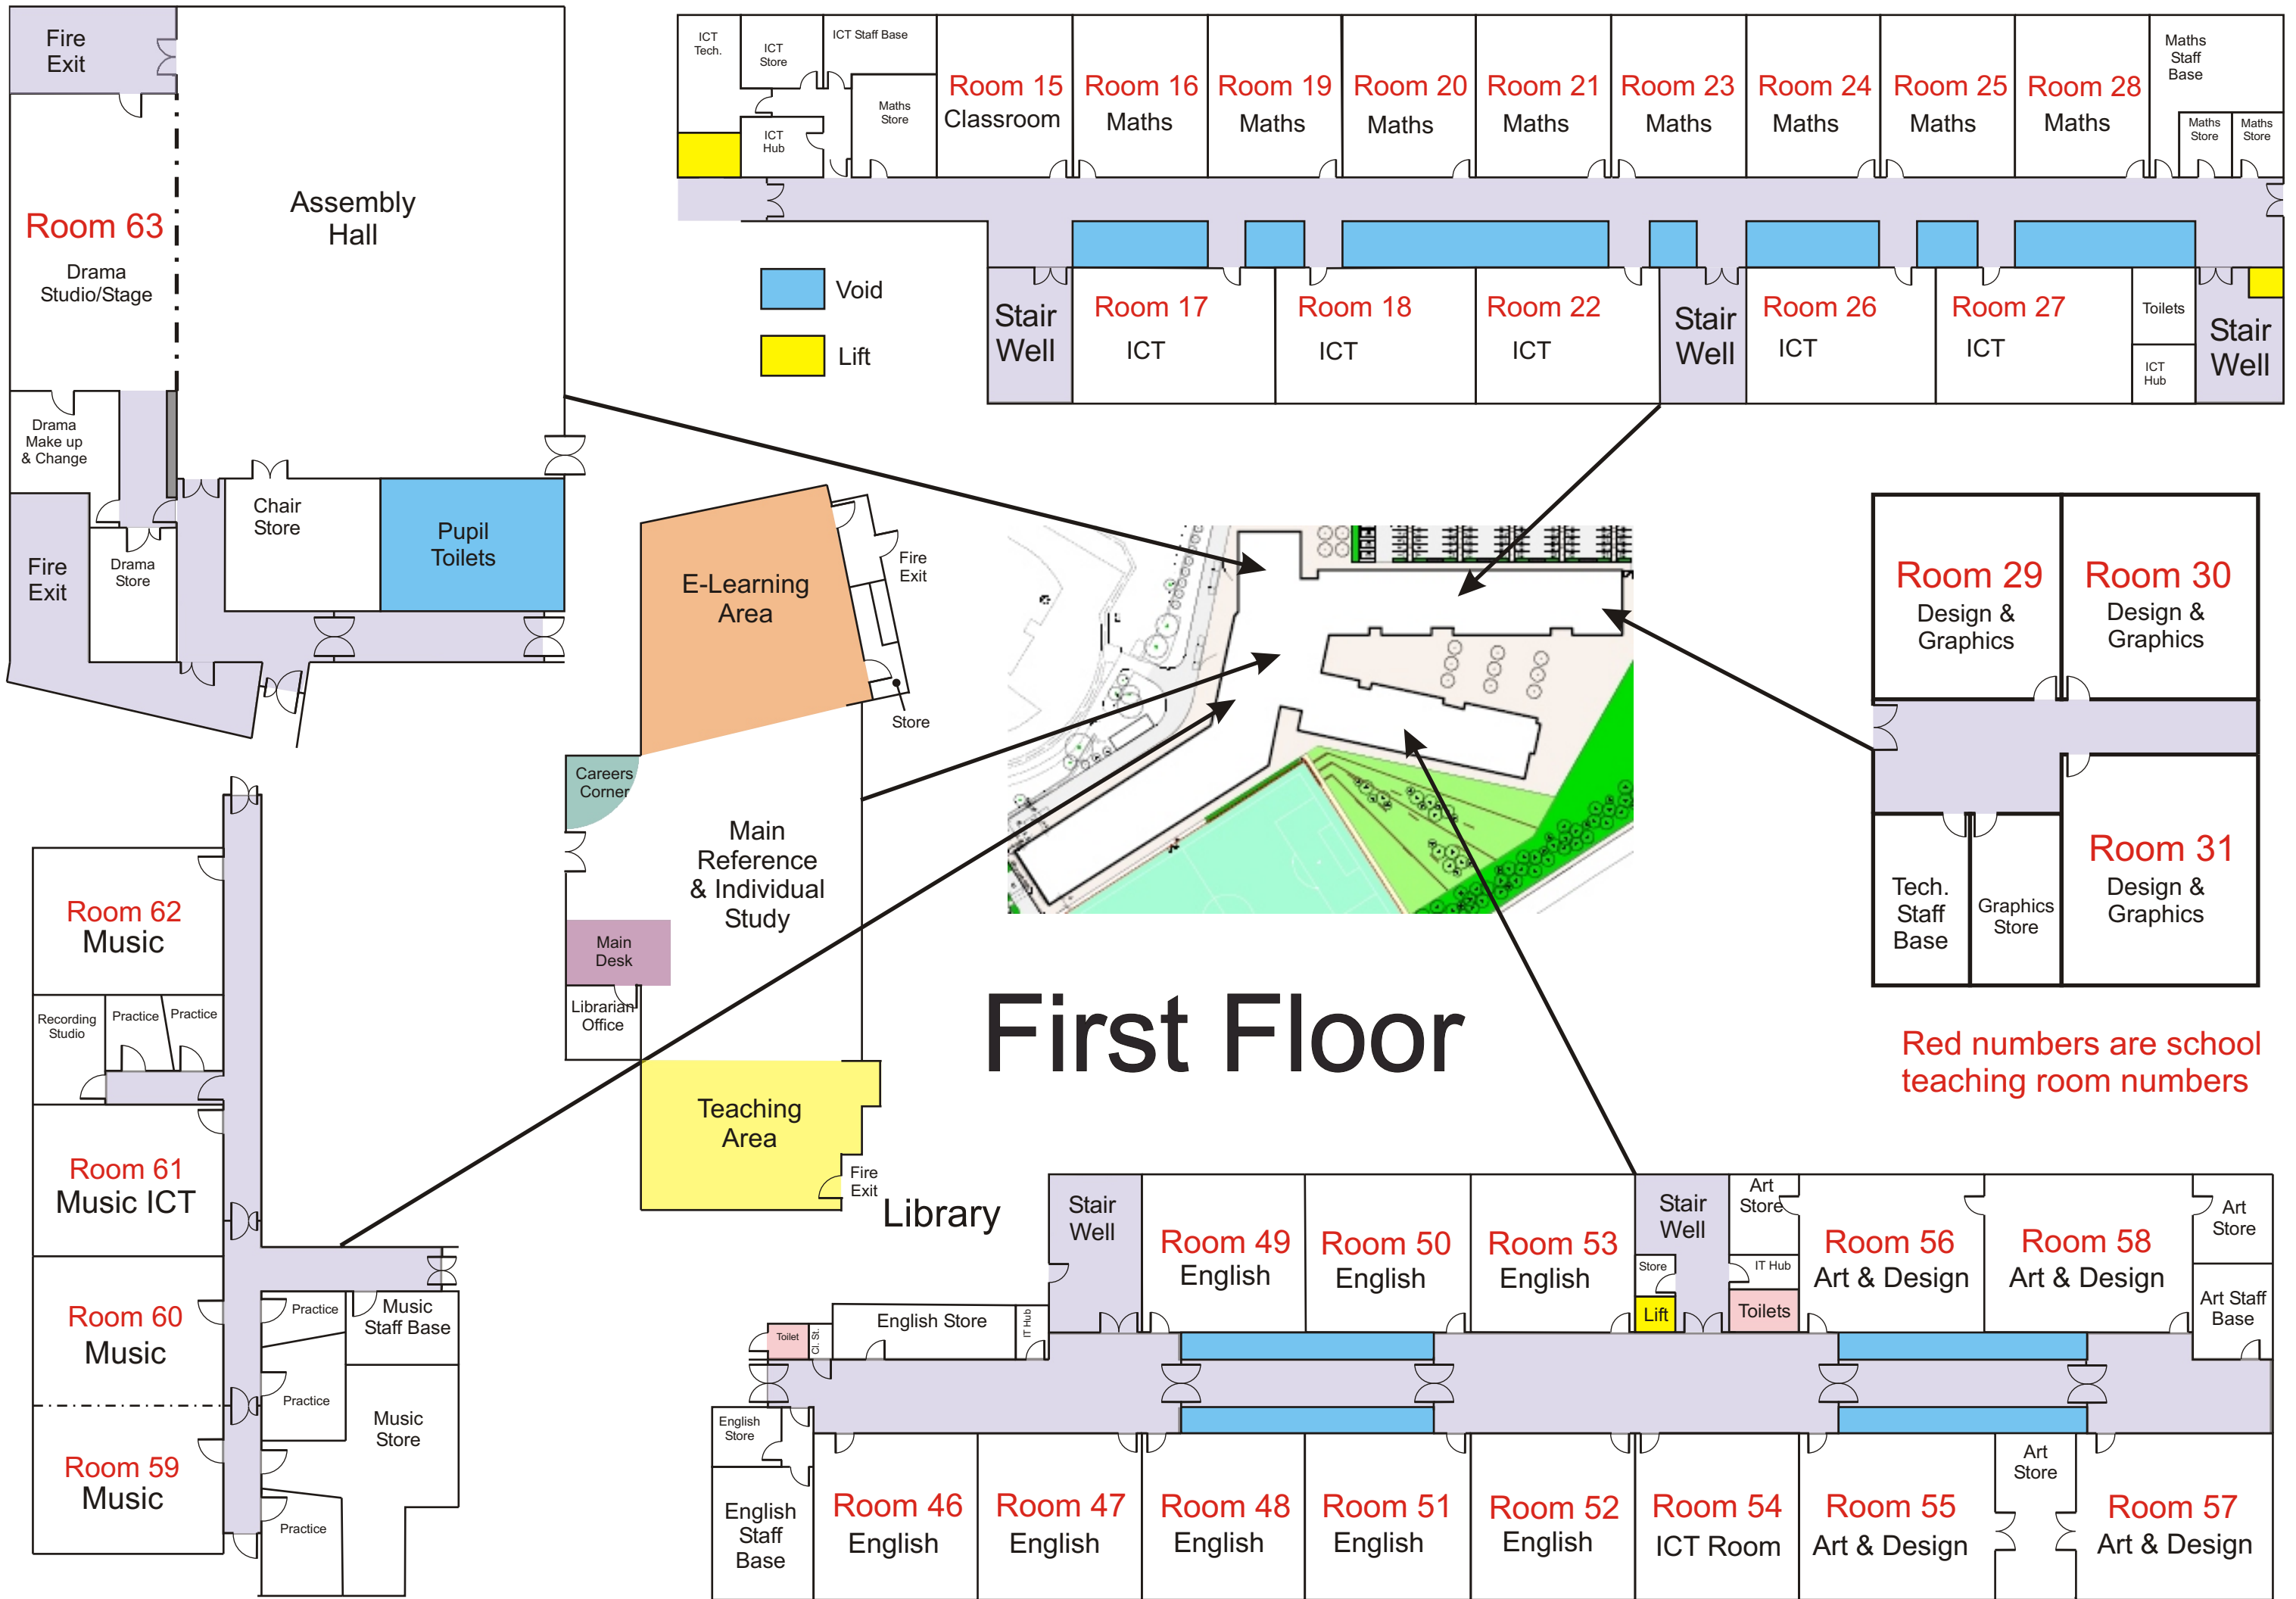 Fire
Exit
Room 63
Drama
Studio/Stage
Assembly
Hall
Drama
Make up
& Change
Fire
Exit
Drama
Store
Chair
Store
Pupil
Toilets
ICT
Tech.
ICT
Store
ICT Staff Base
ICT
Hub
Maths
Store
Room 15
Classroom
Room 16
Maths
Room 19
Maths
Room 20
Maths
Room 21
Maths
Room 23
Maths
Room 24
Maths
Room 25
Maths
Room 28
Maths
Maths
Staff
Base
Maths
Store
Maths
Store
Void
Lift
Stair
Well
Room 17
ICT
Room 18
ICT
Room 22
ICT
Stair
Well
Room 26
ICT
Room 27
ICT
Toilets
ICT
Hub
Stair
Well
E-Learning
Area
Fire
Exit
Store
Careers
Corner
Main
Reference
& Individual
Study
Main
Desk
Librarian
Office
Teaching
Area
Fire
Exit
Library
Room 29
Design &
Graphics
Room 30
Design &
Graphics
Tech.
Staff
Base
Graphics
Store
Room 31
Design &
Graphics
First Floor
Red numbers are school
teaching room numbers
Room 62
Music
Recording
Studio
Practice
Practice
Room 61
Music ICT
Room 60
Music
Room 59
Music
Practice
Music
Staff Base
Practice
Music
Store
Practice
Stair
Well
Room 49
English
Room 50
English
Room 53
English
Stair
Well
Store
Lift
Art
Store
IT Hub
Toilets
Room 56
Art & Design
Room 58
Art & Design
Art
Store
Art Staff
Base
Toilet
Cl. St.
English Store
IT Hub
English
Store
English
Staff
Base
Room 46
English
Room 47
English
Room 48
English
Room 51
English
Room 52
English
Room 54
ICT Room
Room 55
Art & Design
Art
Store
Room 57
Art & Design